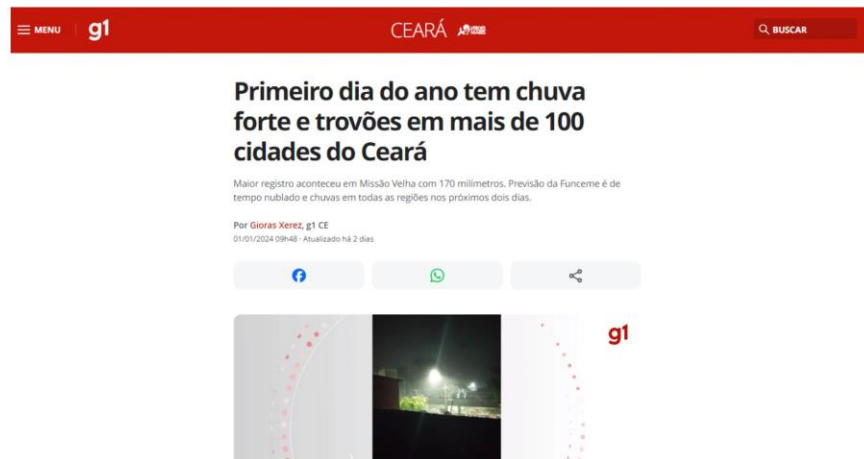 MENU
g1
CEARÁ
BUSCAR
Primeiro dia do ano tem chuva
forte e trovões em mais de 100
cidades do Ceará
Maior registro aconteceu em Missão Velha com 170 milímetros. Previsão da Funceme é de
tempo nublado e chuvas em todas as regiões nos próximos dois dias.
Por Gioras Xerez, g1 CE
01/01/2024 09h48 · Atualizado há 2 dias
g1